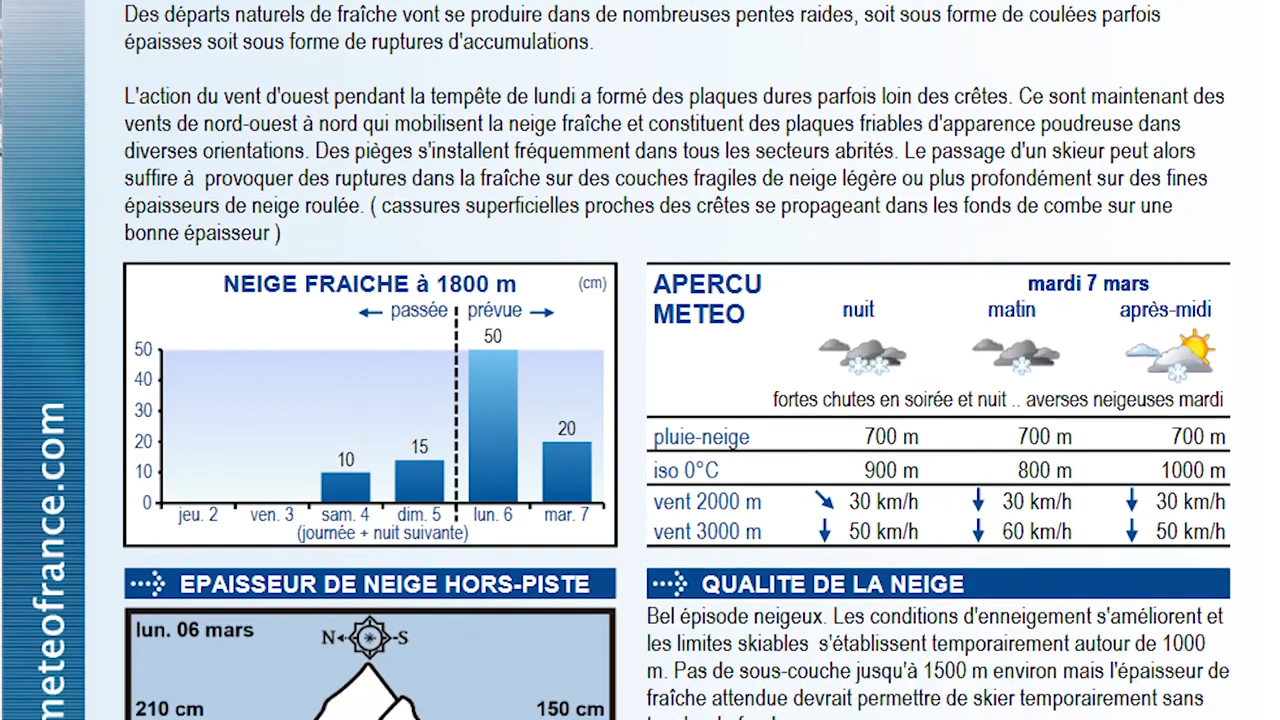 Des départs naturels de fraîche vont se produire dans de nombreuses pentes raides, soit sous forme de coulées parfois
épaisses soit sous forme de ruptures d'accumulations.
L'action du vent d'ouest pendant la tempête de lundi a formé des plaques dures parfois loin des crêtes. Ce sont maintenant des
vents de nord-ouest à nord qui mobilisent la neige fraîche et constituent des plaques friables d'apparence poudreuse dans
diverses orientations. Des pièges s'installent fréquemment dans tous les secteurs abrités. Le passage d'un skieur peut alors
suffire à provoquer des ruptures dans la fraîche sur des couches fragiles de neige légère ou plus profondément sur des fines
épaisseurs de neige roulée. ( cassures superficielles proches des crêtes se propageant dans les fonds de combe sur une
bonne épaisseur )
NEIGE FRAICHE à 1800 m (cm)
passée prévue
50
50
40
30
20
10
0
10
15
20
jeu. 2 ven. 3 sam. 4 dim. 5 lun. 6 mar. 7
(journée + nuit suivante)
APERCU METEO
mardi 7 mars
nuit matin après-midi
fortes chutes en soirée et nuit .. averses neigeuses mardi
pluie-neige 700 m 700 m 700 m
iso 0°C 900 m 800 m 1000 m
vent 2000 m 30 km/h 30 km/h 30 km/h
vent 3000 m 50 km/h 60 km/h 50 km/h
EPAISSEUR DE NEIGE HORS-PISTE
lun. 06 mars
N S
210 cm 150 cm
QUALITE DE LA NEIGE
Bel épisode neigeux. Les conditions d'enneigement s'améliorent et
les limites skiables s'établissent temporairement autour de 1000
m. Pas de sous-couche jusqu'à 1500 m environ mais l'épaisseur de
fraîche attendue devrait permettre de skier temporairement sans
meteofrance.com